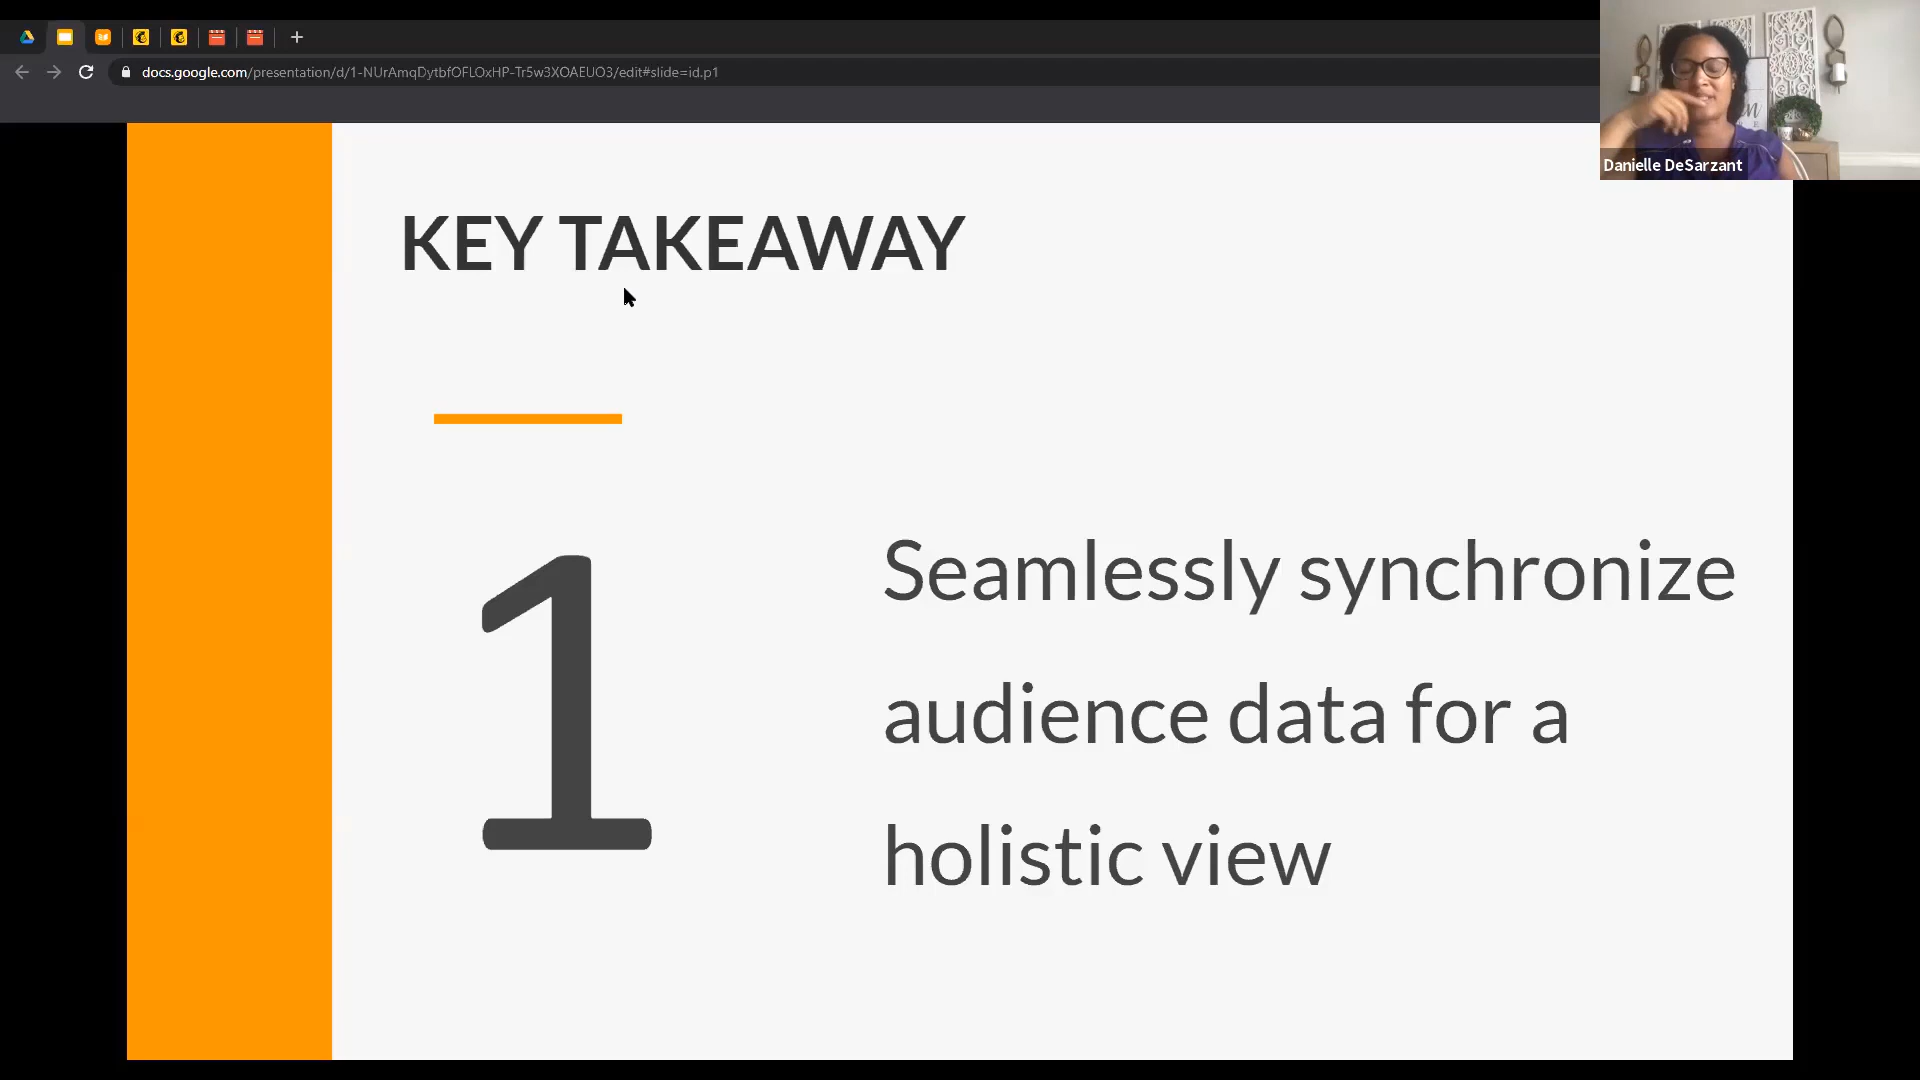 docs.google.com/presentation/d/1-NUrAmqDytbfOFLOxHP-Tr5w3XOAEUO3/edit#slide=id.p1
Danielle DeSarzant
KEY TAKEAWAY
1
Seamlessly synchronize
audience data for a
holistic view